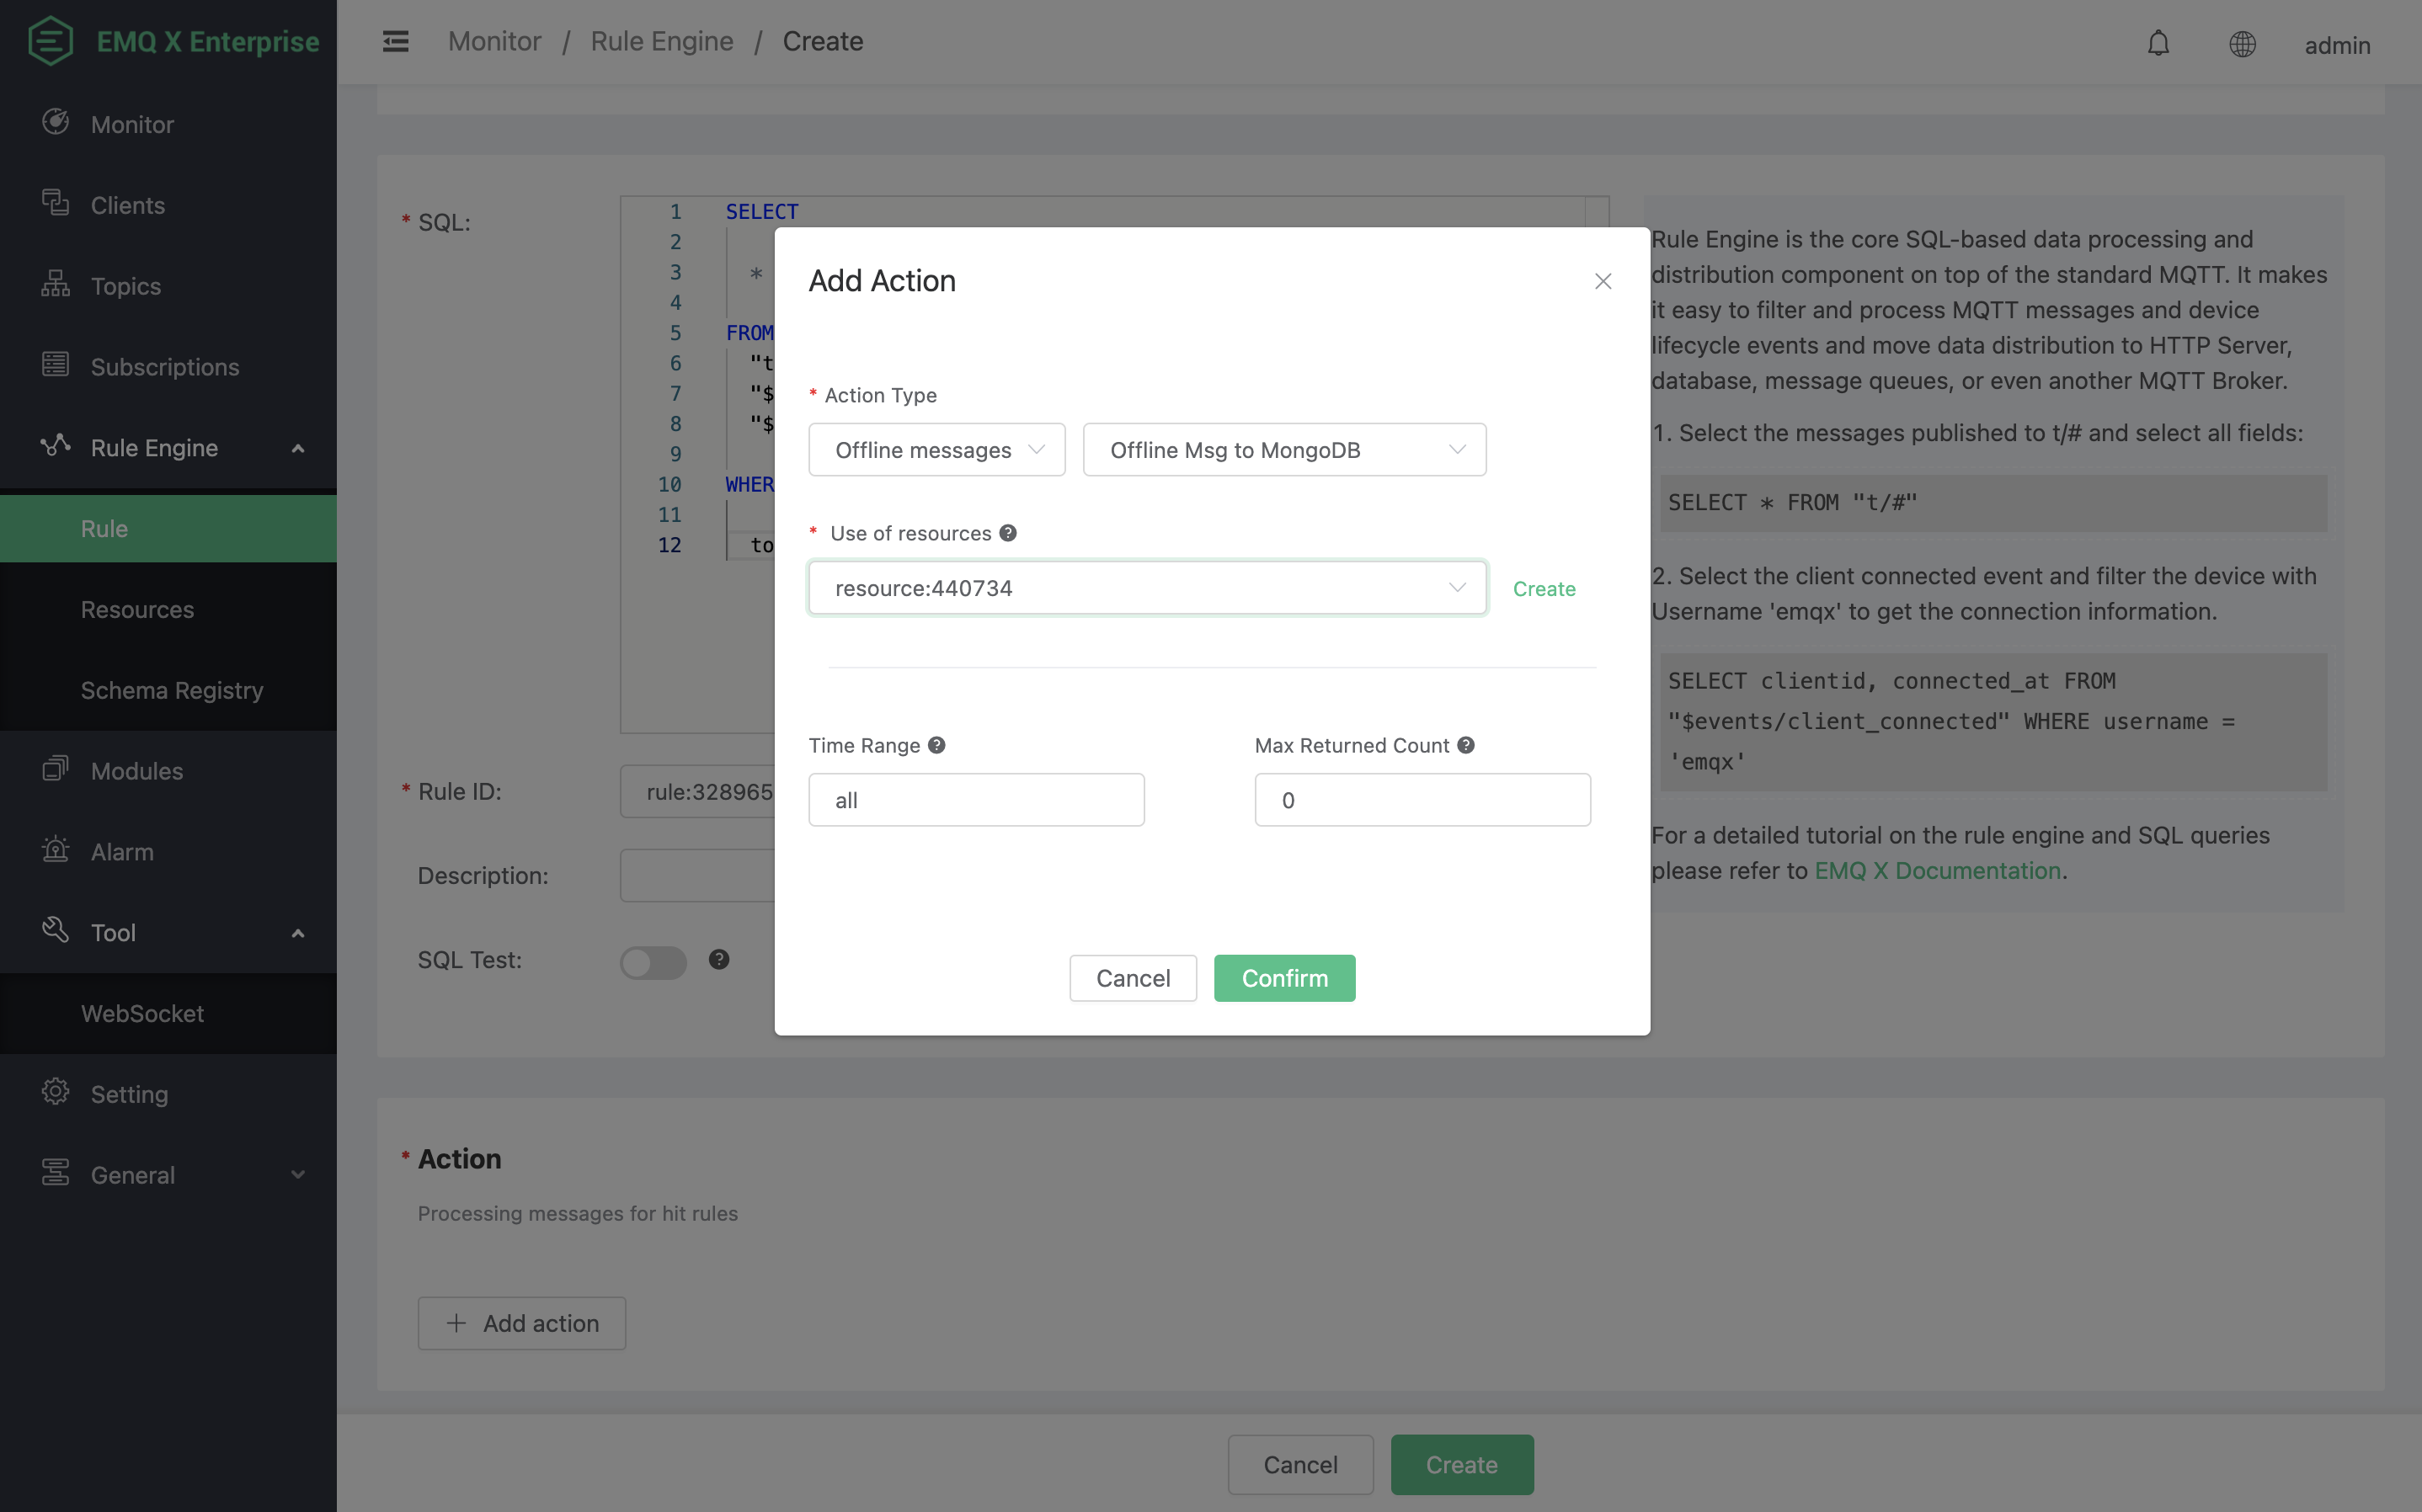 EMQ X Enterprise
Monitor / Rule Engine / Create
admin
Monitor
Clients
Topics
Subscriptions
Rule Engine
Rule
Resources
Schema Registry
Modules
Alarm
Tool
WebSocket
Setting
General
* SQL:
1 SELECT
2
3 *
4
5 FROM
6 "t
7 "$
8 "$
9
10 WHER
11
12 to
* Rule ID:
rule:328965
Description:
SQL Test:
Add Action
* Action Type
Offline messages
Offline Msg to MongoDB
* Use of resources
resource:440734
Create
Time Range
Max Returned Count
all
0
Cancel
Confirm
Rule Engine is the core SQL-based data processing and
distribution component on top of the standard MQTT. It makes
it easy to filter and process MQTT messages and device
lifecycle events and move data distribution to HTTP Server,
database, message queues, or even another MQTT Broker.
1. Select the messages published to t/# and select all fields:
SELECT * FROM "t/#"
2. Select the client connected event and filter the device with
Username 'emqx' to get the connection information.
SELECT clientid, connected_at FROM
"$events/client_connected" WHERE username =
'emqx'
For a detailed tutorial on the rule engine and SQL queries
please refer to EMQ X Documentation.
* Action
Processing messages for hit rules
+ Add action
Cancel
Create